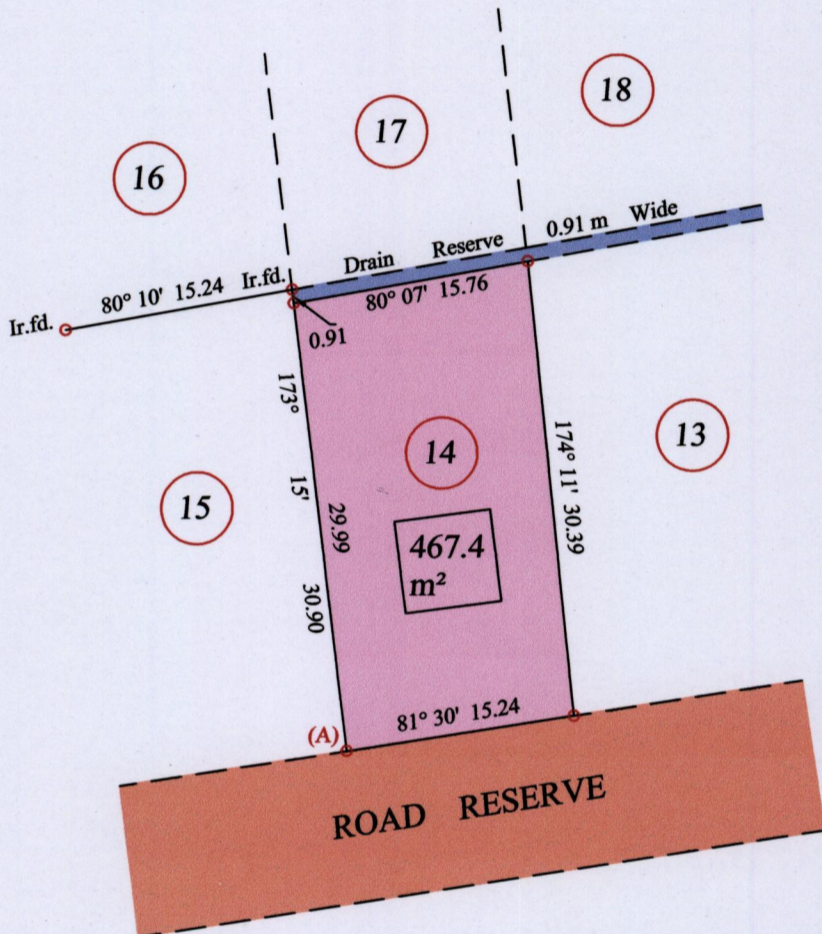 18
17
16
0.91 m Wide
Drain Reserve
80° 10' 15.24 Ir.fd.
Ir.fd.
80° 07' 15.76
0.91
173° 15' 30.90
29.99
174° 11' 30.39
14
13
15
467.4
m²
81° 30' 15.24
(A)
ROAD RESERVE